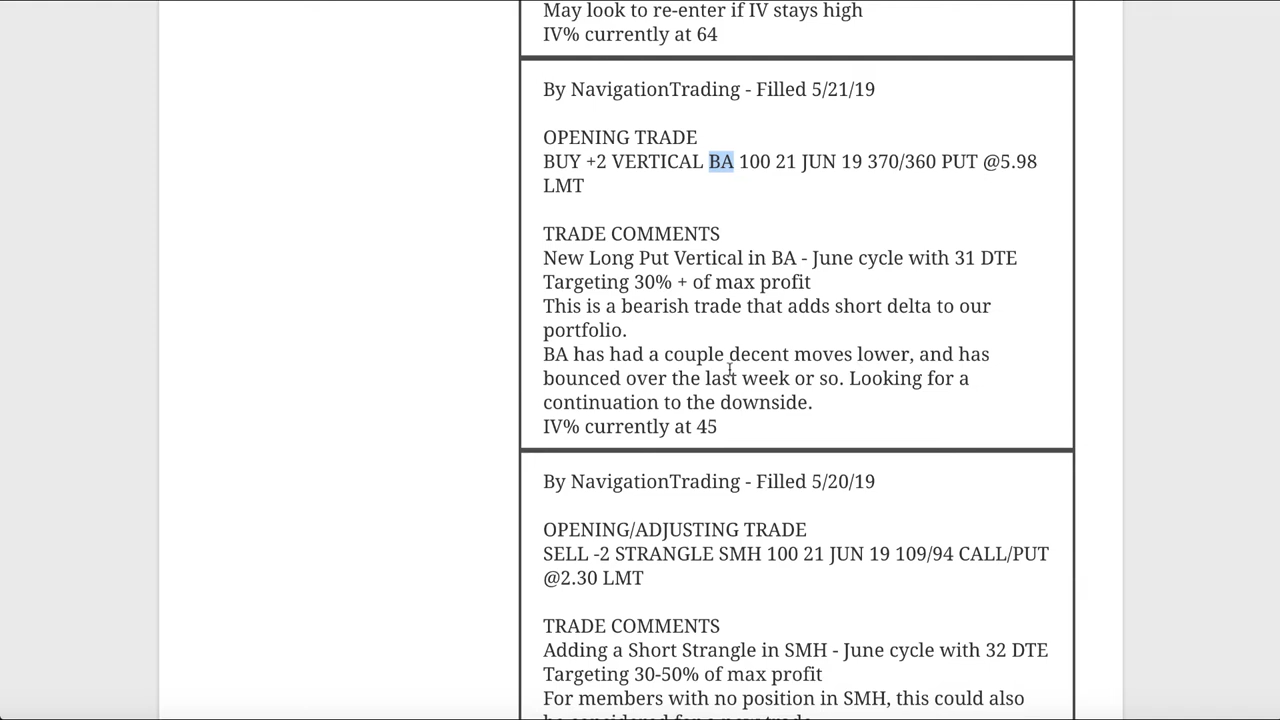 May look to re-enter if IV stays high
IV% currently at 64
By NavigationTrading - Filled 5/21/19
OPENING TRADE
BUY +2 VERTICAL BA 100 21 JUN 19 370/360 PUT @5.98
LMT
TRADE COMMENTS
New Long Put Vertical in BA - June cycle with 31 DTE
Targeting 30% + of max profit
This is a bearish trade that adds short delta to our
portfolio.
BA has had a couple decent moves lower, and has
bounced over the last week or so. Looking for a
continuation to the downside.
IV% currently at 45
By NavigationTrading - Filled 5/20/19
OPENING/ADJUSTING TRADE
SELL -2 STRANGLE SMH 100 21 JUN 19 109/94 CALL/PUT
@2.30 LMT
TRADE COMMENTS
Adding a Short Strangle in SMH - June cycle with 32 DTE
Targeting 30-50% of max profit
For members with no position in SMH, this could also